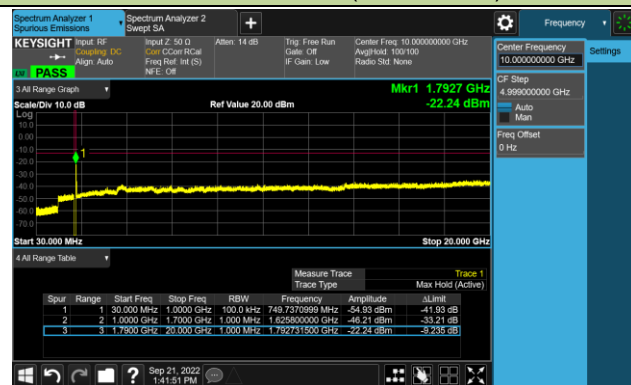 Spectrum Analyzer 1
Spurious Emissions
Spectrum Analyzer 2
Swept SA
Frequency
KEYSIGHT
Input: RF
Coupling: DC
Align: Auto
Input Z: 50 Ω
Corr CCorr RCal
Freq Ref: Int (S)
NFE: Off
Atten: 14 dB
Trig: Free Run
Gate: Off
IF Gain: Low
Center Freq: 10.000000000 GHz
Avg|Hold: 100/100
Radio Std: None
PASS
Center Frequency
10.000000000 GHz
Settings
CF Step
4.999000000 GHz
Auto
Man
Freq Offset
0 Hz
3 All Range Graph
Mkr1 1.7927 GHz
Scale/Div 10.0 dB
Ref Value 20.00 dBm
-22.24 dBm
Log
10.0
0.00
-10.0
-20.0
-30.0
-40.0
-50.0
-60.0
-70.0
1
Start 30.000 MHz
Stop 20.000 GHz
4 All Range Table
Measure Trace Trace 1
Trace Type Max Hold (Active)
Spur Range Start Freq Stop Freq RBW Frequency Amplitude ΔLimit
1 1 30.000 MHz 1.0000 GHz 100.0 kHz 749.7370999 MHz -54.93 dBm -41.93 dB
2 2 1.0000 GHz 1.7000 GHz 1.000 MHz 1.625800000 GHz -46.21 dBm -33.21 dB
3 3 1.7900 GHz 20.000 GHz 1.000 MHz 1.792731500 GHz -22.24 dBm -9.235 dB
Sep 21, 2022
1:41:51 PM